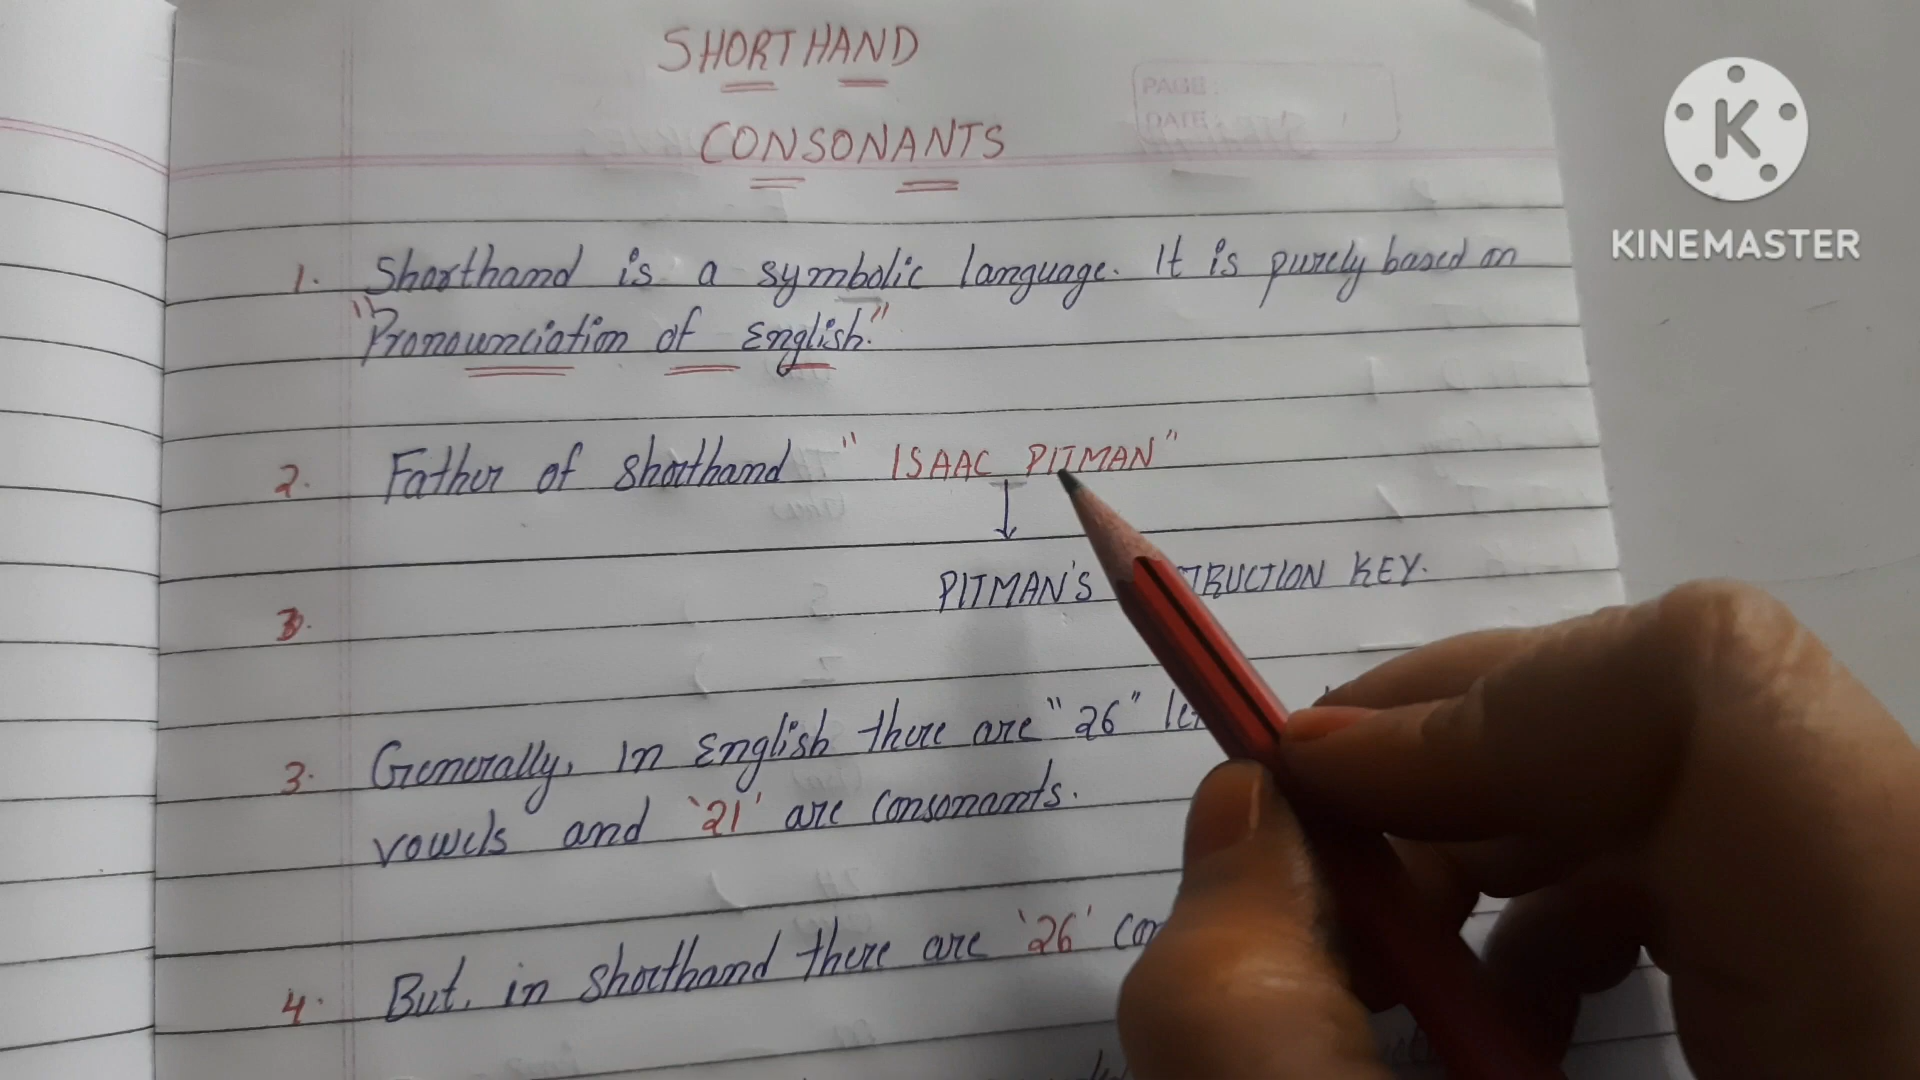 SHORTHAND
PAGE:
DATE:
CONSONANTS
K
KINEMASTER
1. Shorthand is a symbolic language. It is purely based on
"Pronounciation of English."
2. Father of Shorthand "ISAAC PITMAN"
PITMAN'S TRUCTION KEY.
3.
3. Generally, in English there are "26"
vowels and '21' are consonants.
4. But, in Shorthand there are '26'